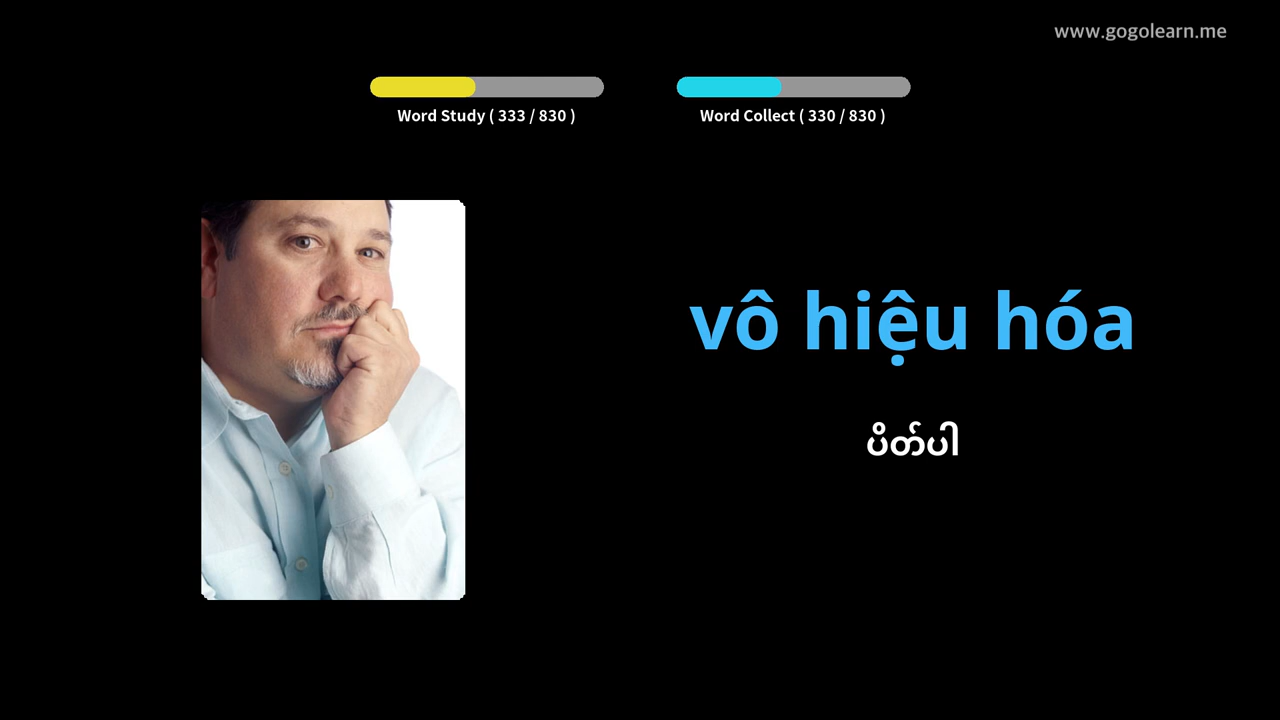 www.gogolearn.me
Word Study ( 333 / 830 )
Word Collect ( 330 / 830 )
vô hiệu hóa
ပိတ်ပါ